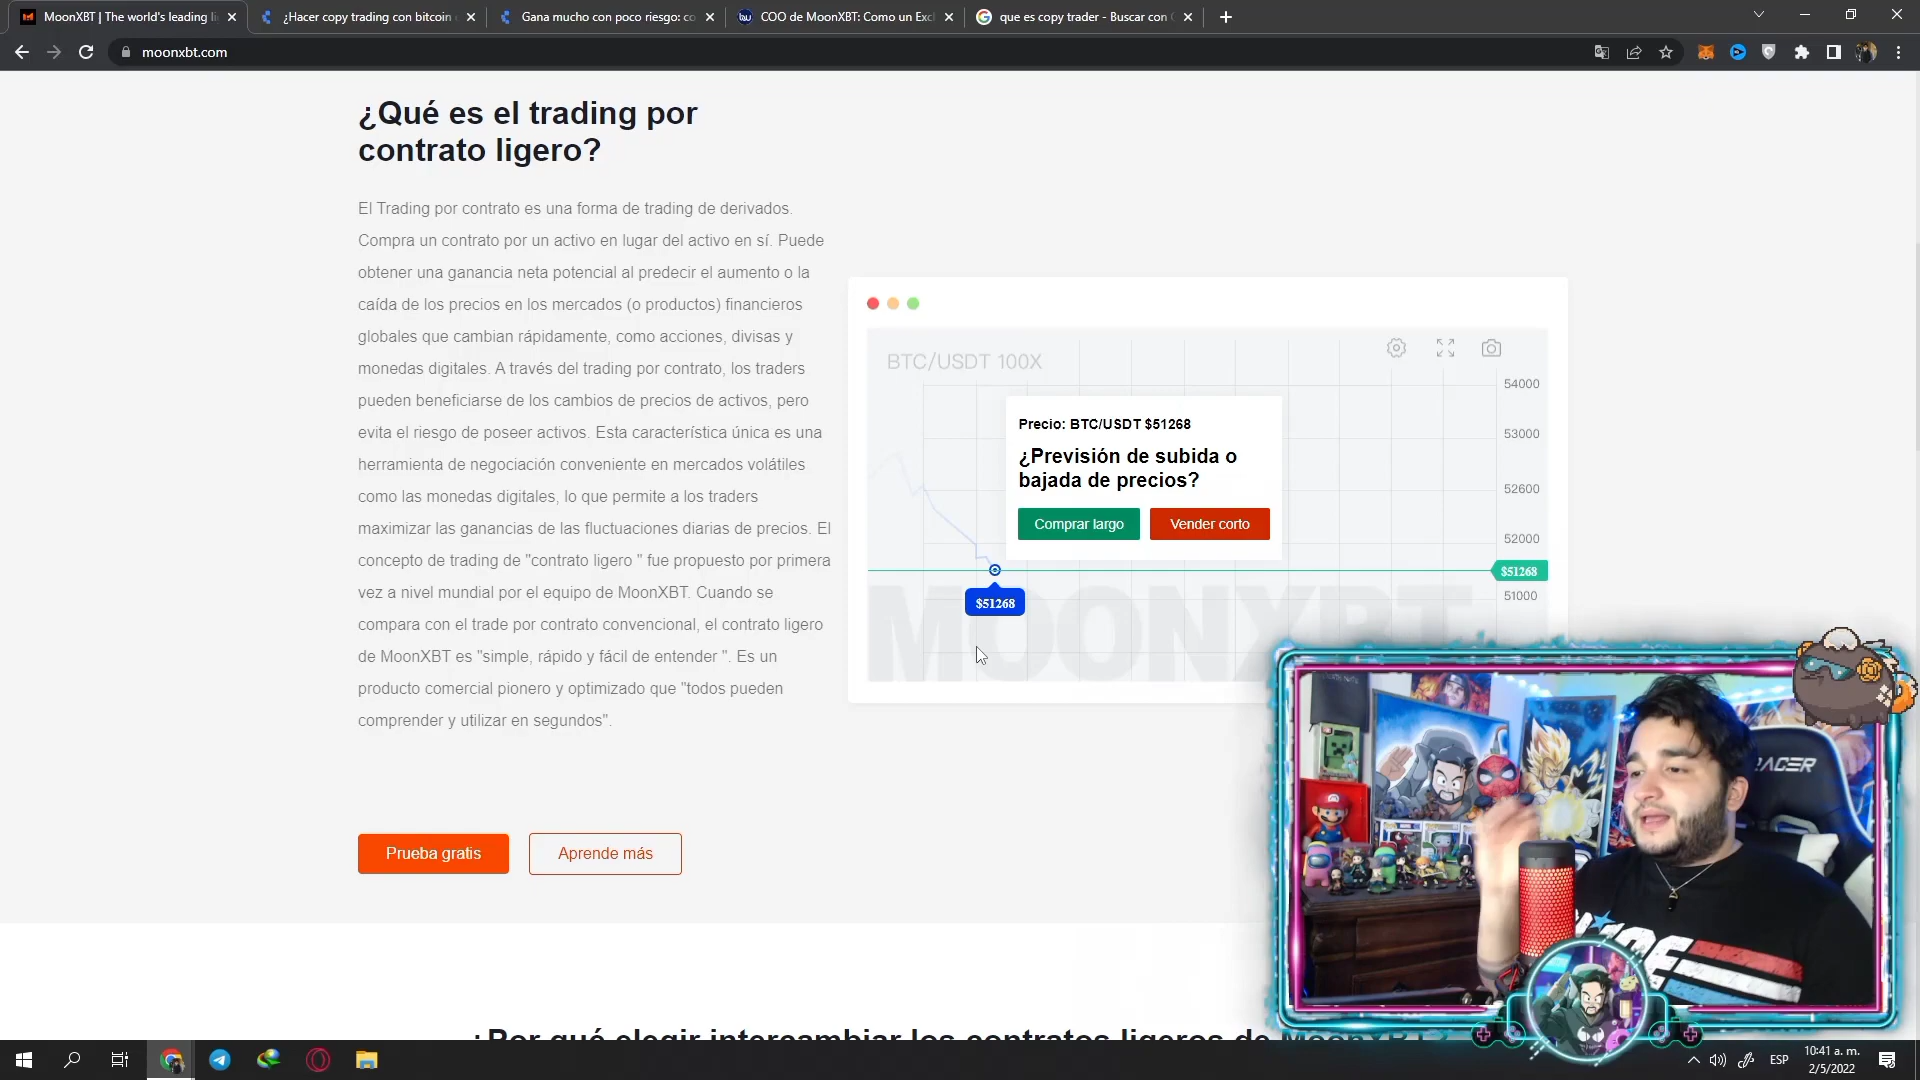 MoonXBT | The world's leading li
¿Hacer copy trading con bitcoin
Gana mucho con poco riesgo: co
COO de MoonXBT: Como un Exc
que es copy trader - Buscar con
moonxbt.com
¿Qué es el trading por
contrato ligero?
El Trading por contrato es una forma de trading de derivados.
Compra un contrato por un activo en lugar del activo en sí. Puede
obtener una ganancia neta potencial al predecir el aumento o la
caída de los precios en los mercados (o productos) financieros
globales que cambian rápidamente, como acciones, divisas y
monedas digitales. A través del trading por contrato, los traders
pueden beneficiarse de los cambios de precios de activos, pero
evita el riesgo de poseer activos. Esta característica única es una
herramienta de negociación conveniente en mercados volátiles
como las monedas digitales, lo que permite a los traders
maximizar las ganancias de las fluctuaciones diarias de precios. El
concepto de trading de "contrato ligero " fue propuesto por primera
vez a nivel mundial por el equipo de MoonXBT. Cuando se
compara con el trade por contrato convencional, el contrato ligero
de MoonXBT es "simple, rápido y fácil de entender ". Es un
producto comercial pionero y optimizado que "todos pueden
comprender y utilizar en segundos".
Prueba gratis
Aprende más
BTC/USDT 100X
Precio: BTC/USDT $51268
¿Previsión de subida o
bajada de precios?
Comprar largo
Vender corto
54000
53000
52600
52000
$51268
51000
$51268
MOONXBT
RACER
¿Por qué elegir intercambiar los contratos ligeros de MoonXBT?
ESP
10:41 a. m.
2/5/2022